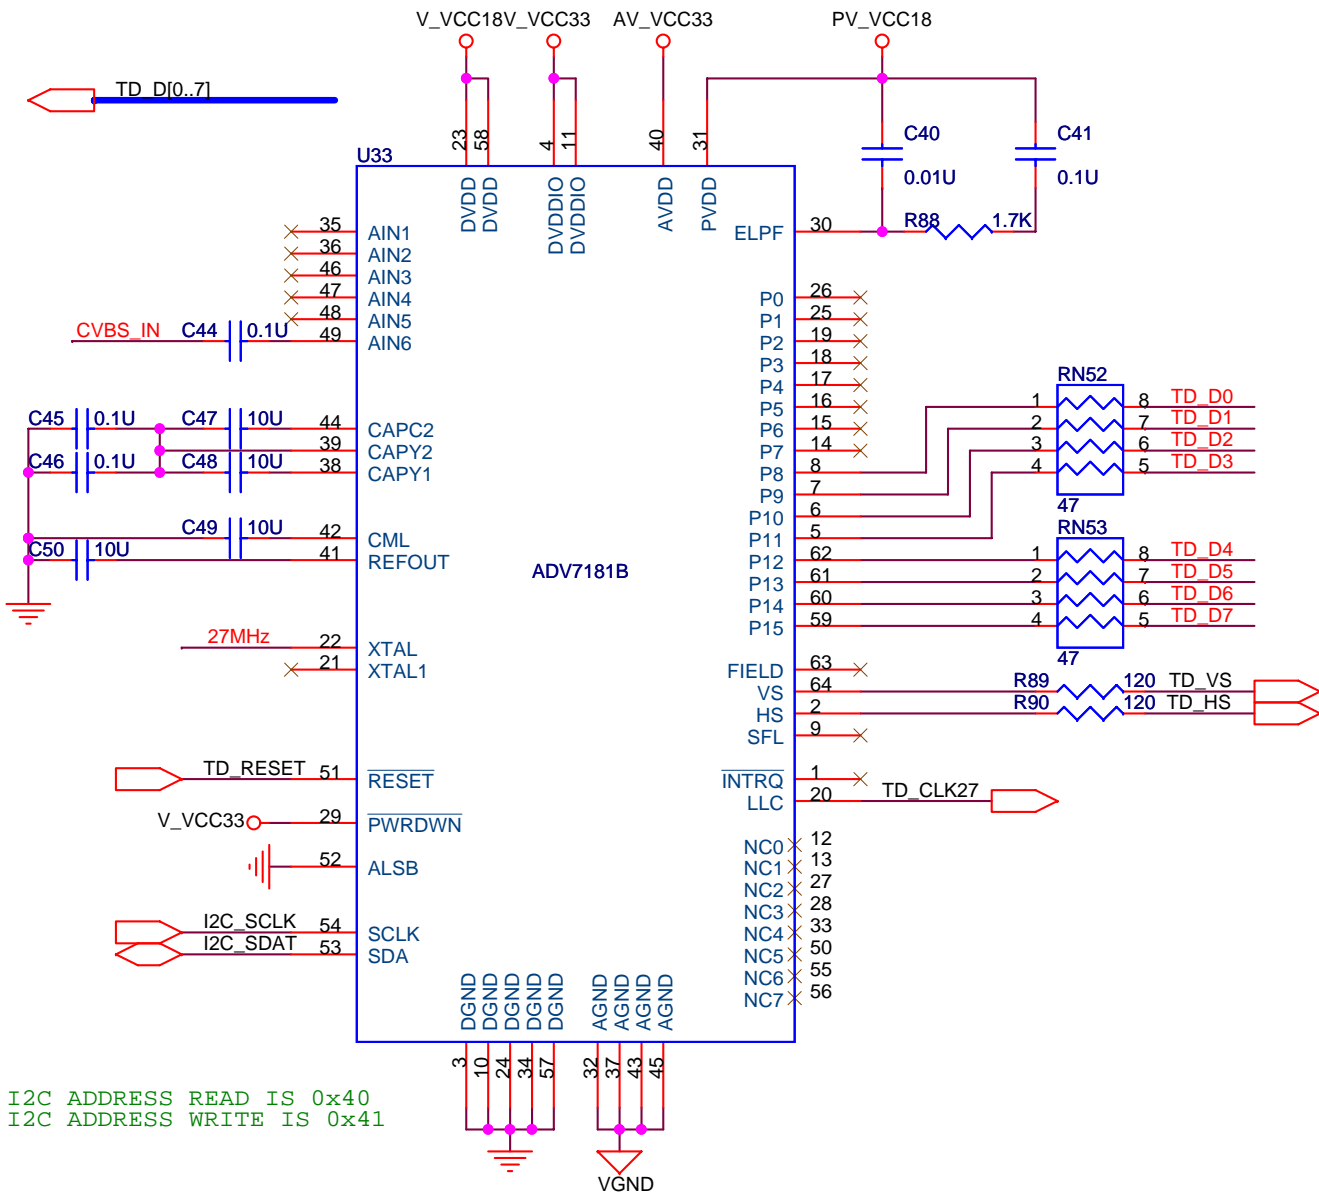 V_VCC18 V_VCC33 AV_VCC33 PV_VCC18
TD_D[0..7]
23 58 4 11 40 31
U33
C40 C41
0.01U 0.1U
DVDD DVDD DVDDIO DVDDIO AVDD PVDD
35 AIN1
36 AIN2
46 AIN3
47 AIN4
48 AIN5
CVBS_IN C44 0.1U 49 AIN6
ELPF 30 R88 1.7K
P0 26
P1 25
P2 19
P3 18
P4 17
P5 16
P6 15
P7 14
P8 8
P9 7
P10 6
P11 5
P12 62
P13 61
P14 60
P15 59
RN52
1 8 TD_D0
2 7 TD_D1
3 6 TD_D2
4 5 TD_D3
47
RN53
1 8 TD_D4
2 7 TD_D5
3 6 TD_D6
4 5 TD_D7
47
C45 0.1U C47 10U 44 CAPC2
39 CAPY2
C46 0.1U C48 10U 38 CAPY1
C49 10U 42 CML
C50 10U 41 REFOUT
ADV7181B
27MHz 22 XTAL
21 XTAL1
FIELD 63
VS 64 R89 120 TD_VS
HS 2 R90 120 TD_HS
SFL 9
TD_RESET 51 RESET
INTRQ 1
LLC 20 TD_CLK27
V_VCC33 29 PWRDWN
52 ALSB
I2C_SCLK 54 SCLK
I2C_SDAT 53 SDA
NC0 12
NC1 13
NC2 27
NC3 28
NC4 33
NC5 50
NC6 55
NC7 56
DGND DGND DGND DGND DGND AGND AGND AGND AGND
3 10 24 34 57 32 37 43 45
I2C ADDRESS READ IS 0x40
I2C ADDRESS WRITE IS 0x41
VGND